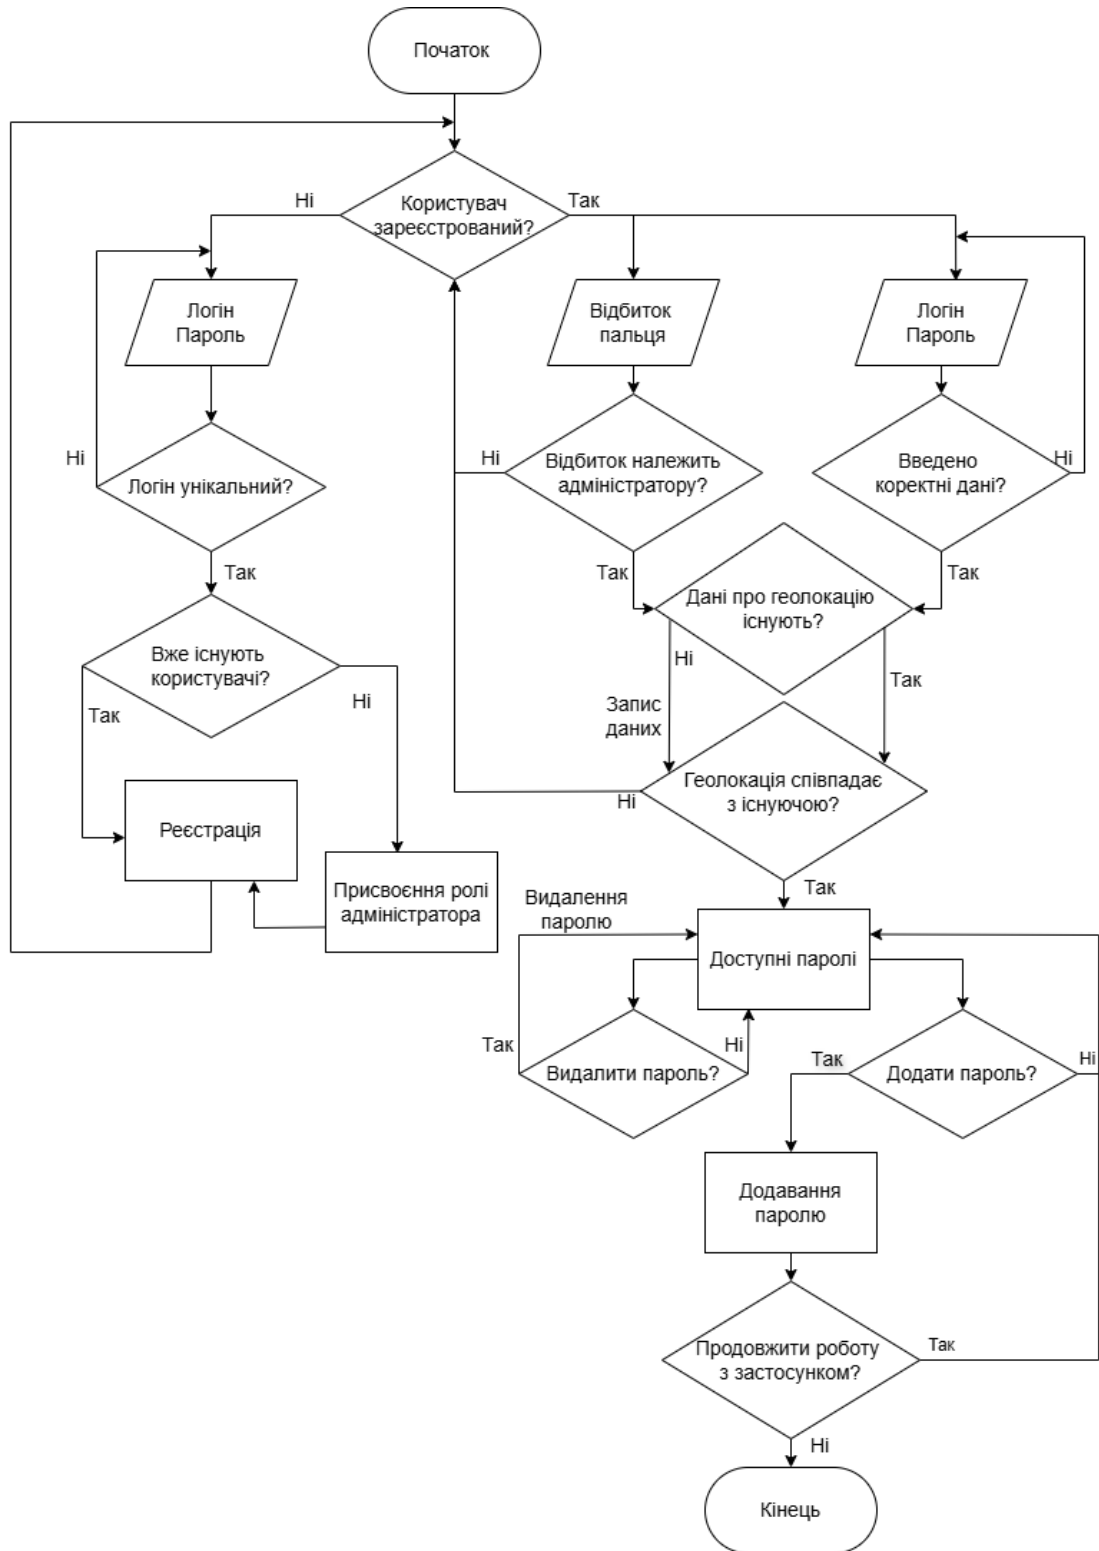 Початок
Ні
Користувач
зареєстрований?
Так
Логін
Пароль
Відбиток
пальця
Логін
Пароль
Ні
Логін унікальний?
Ні
Відбиток належить
адміністратору?
Введено
коректні дані?
Ні
Так
Так
Дані про геолокацію
існують?
Так
Вже існують
користувачі?
Так
Ні
Ні
Запис
даних
Так
Геолокація співпадає
з існуючою?
Ні
Реєстрація
Присвоєння ролі
адміністратора
Так
Видалення
паролю
Доступні паролі
Так
Видалити пароль?
Ні
Так
Додати пароль?
Ні
Додавання
паролю
Продовжити роботу
з застосунком?
Так
Ні
Кінець